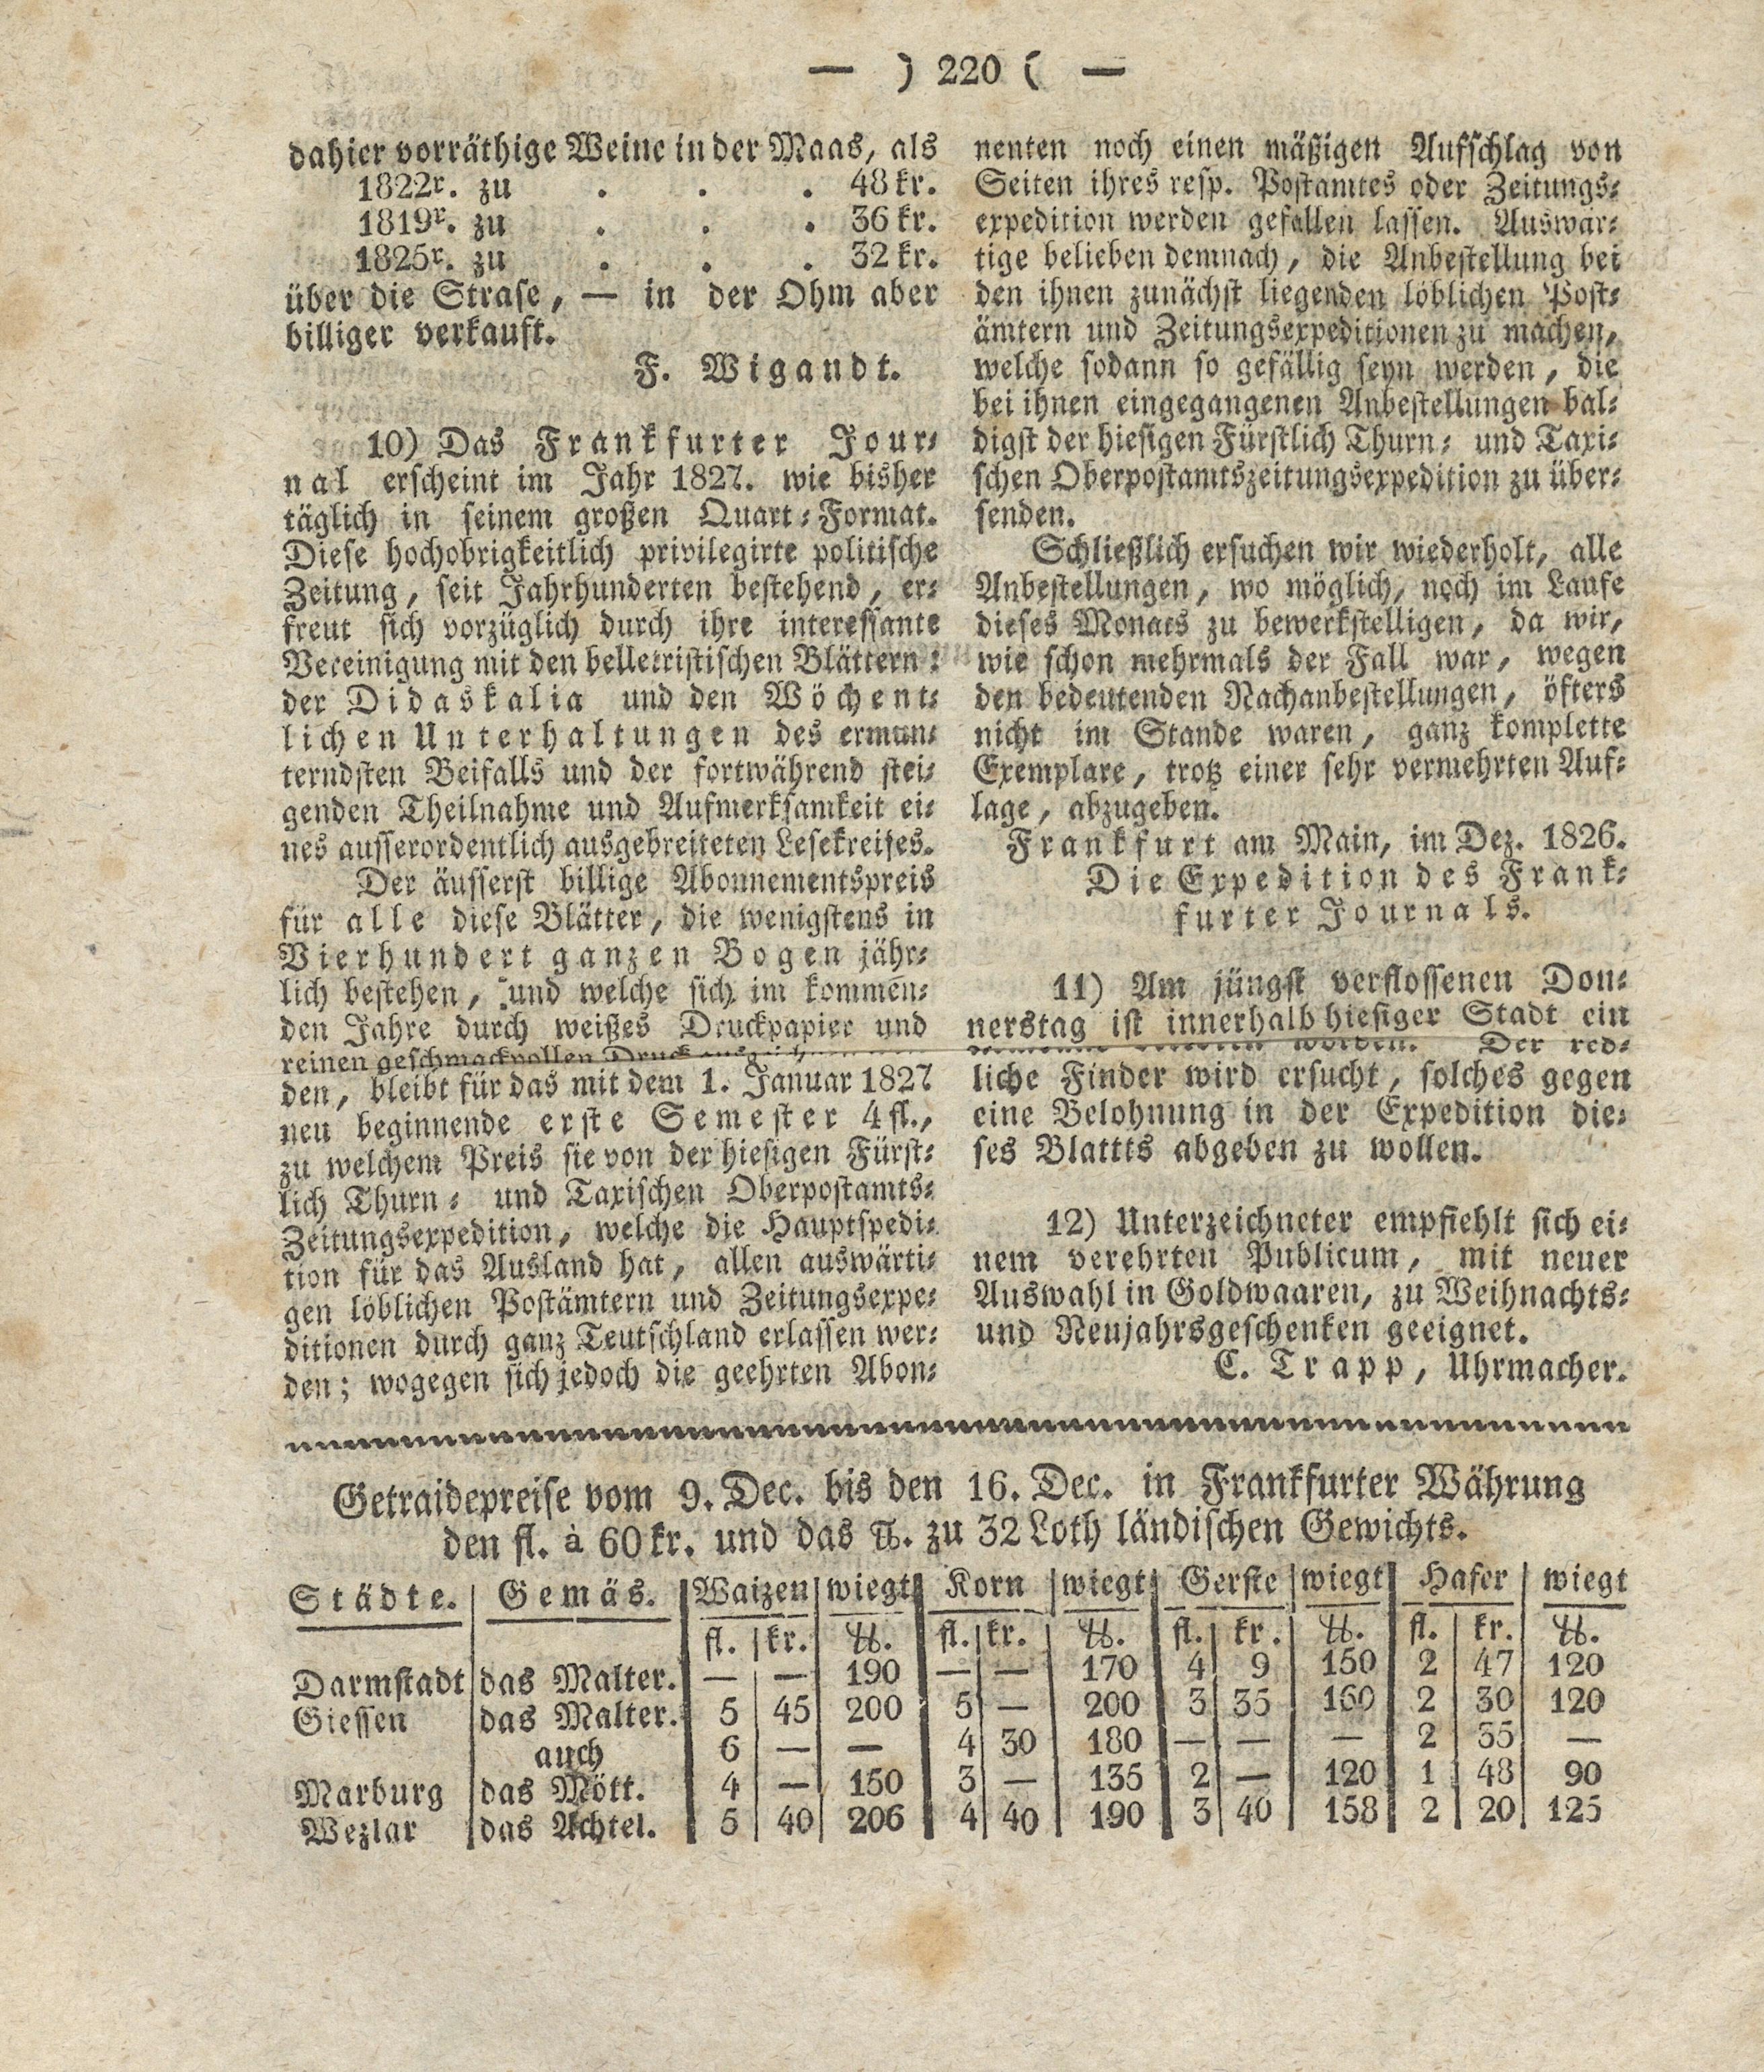 — ) 220 ( —
dahier vorräthige Weine in der Maas, als
1822r. zu . . . 48 kr.
1819r. zu . . . 36 kr.
1825r. zu . . . 32 kr.
über die Strase, — in der Ohm aber
billiger verkauft.
F. Wigandt.
10) Das Frankfurter Jour-
nal erscheint im Jahr 1827. wie bisher
täglich in seinem großen Quart-Format.
Diese hochobrigkeitlich privilegirte politische
Zeitung, seit Jahrhunderten bestehend, er-
freut sich vorzüglich durch ihre interessante
Vereinigung mit den belletristischen Blättern:
der Didaskalia und den Wöchent-
lichen Unterhaltungen des ermun-
terndsten Beifalls und der fortwährend stei-
genden Theilnahme und Aufmerksamkeit ei-
nes ausserordentlich ausgebreiteten Lesekreises.
Der äusserst billige Abonnementspreis
für alle diese Blätter, die wenigstens in
Vierhundert ganzen Bogen jähr-
lich bestehen, und welche sich im kommen-
den Jahre durch weißes Druckpapier und
reinen geschmackvollen Druck
den, bleibt für das mit dem 1. Januar 1827
neu beginnende erste Semester 4 fl.,
zu welchem Preis sie von der hiesigen Fürst-
lich Thurn- und Taxischen Oberpostamts-
Zeitungsexpedition, welche die Hauptspedi-
tion für das Ausland hat, allen auswärti-
gen löblichen Postämtern und Zeitungsexpe-
ditionen durch ganz Teutschland erlassen wer-
den; wogegen sich jedoch die geehrten Abon-
nenten noch einen mäßigen Aufschlag von
Seiten ihres resp. Postamtes oder Zeitungs-
expedition werden gefallen lassen. Auswär-
tige belieben demnach, die Anbestellung bei
den ihnen zunächst liegenden löblichen Post-
ämtern und Zeitungsexpeditionen zu machen,
welche sodann so gefällig seyn werden, die
bei ihnen eingegangenen Anbestellungen bal-
digst der hiesigen Fürstlich Thurn- und Taxi-
schen Oberpostamtszeitungsexpedition zu über-
senden.
Schließlich ersuchen wir wiederholt, alle
Anbestellungen, wo möglich, noch im Laufe
dieses Monats zu bewerkstelligen, da wir,
wie schon mehrmals der Fall war, wegen
den bedeutenden Nachanbestellungen, öfters
nicht im Stande waren, ganz komplette
Exemplare, trotz einer sehr vermehrten Auf-
lage, abzugeben.
Frankfurt am Main, im Dez. 1826.
Die Expedition des Frank-
furter Journals.
11) Am jüngst verflossenen Don-
nerstag ist innerhalb hiesiger Stadt ein
worden. Der red-
liche Finder wird ersucht, solches gegen
eine Belohnung in der Expedition die-
ses Blattts abgeben zu wollen.
12) Unterzeichneter empfiehlt sich ei-
nem verehrten Publicum, mit neuer
Auswahl in Goldwaaren, zu Weihnachts-
und Neujahrsgeschenken geeignet.
C. Trapp, Uhrmacher.
Getraidepreise vom 9. Dec. bis den 16. Dec. in Frankfurter Währung
den fl. à 60 kr. und das ℔. zu 32 Loth ländischen Gewichts.
Städte. Gemäs. Waizen wiegt Korn wiegt Gerste wiegt Hafer wiegt
fl. kr. ℔. fl. kr. ℔. fl. kr. ℔. fl. kr. ℔.
Darmstadt das Malter. — — 190 — — 170 4 9 150 2 47 120
Giessen das Malter. 5 45 200 5 — 200 3 35 160 2 30 120
auch 6 — — 4 30 180 — — — 2 35 —
Marburg das Mött. 4 — 150 3 — 135 2 — 120 1 48 90
Wezlar das Achtel. 5 40 206 4 40 190 3 40 158 2 20 125